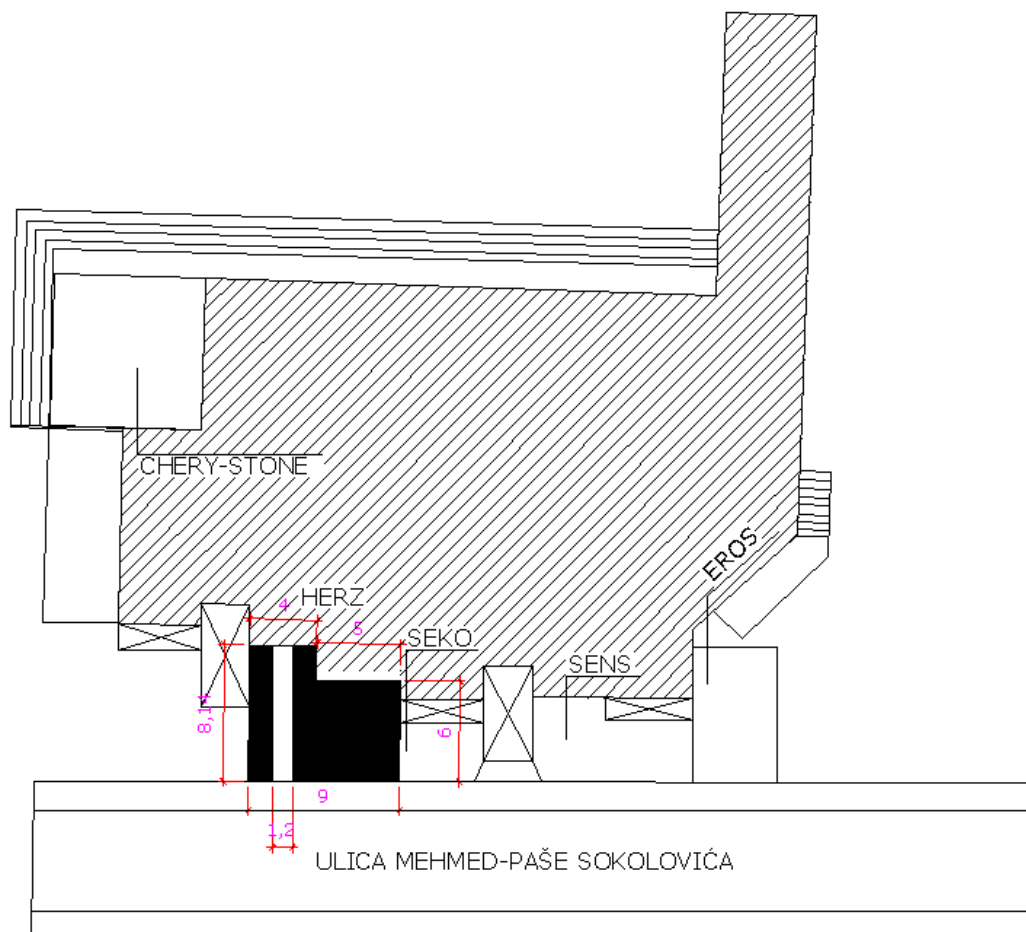 CHERY-STONE
EROS
HERZ
4
5
SEKO
SENS
8,14
6
9
1,2
ULICA MEHMED-PAŠE SOKOLOVIĆA